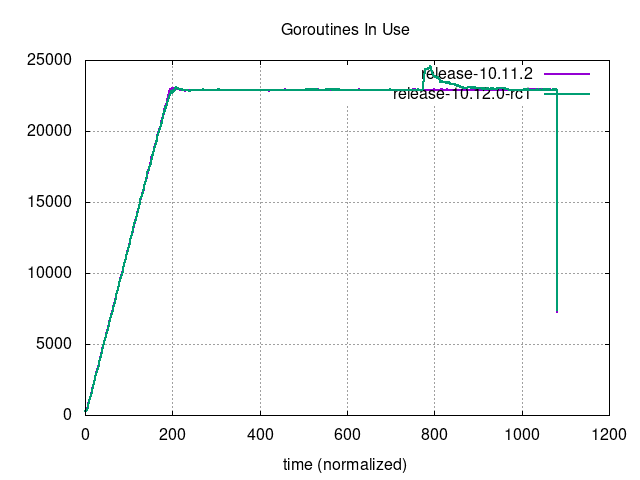 Goroutines In Use
25000
20000
15000
10000
5000
0
0 200 400 600 800 1000 1200
time (normalized)
release-10.11.2
release-10.12.0-rc1